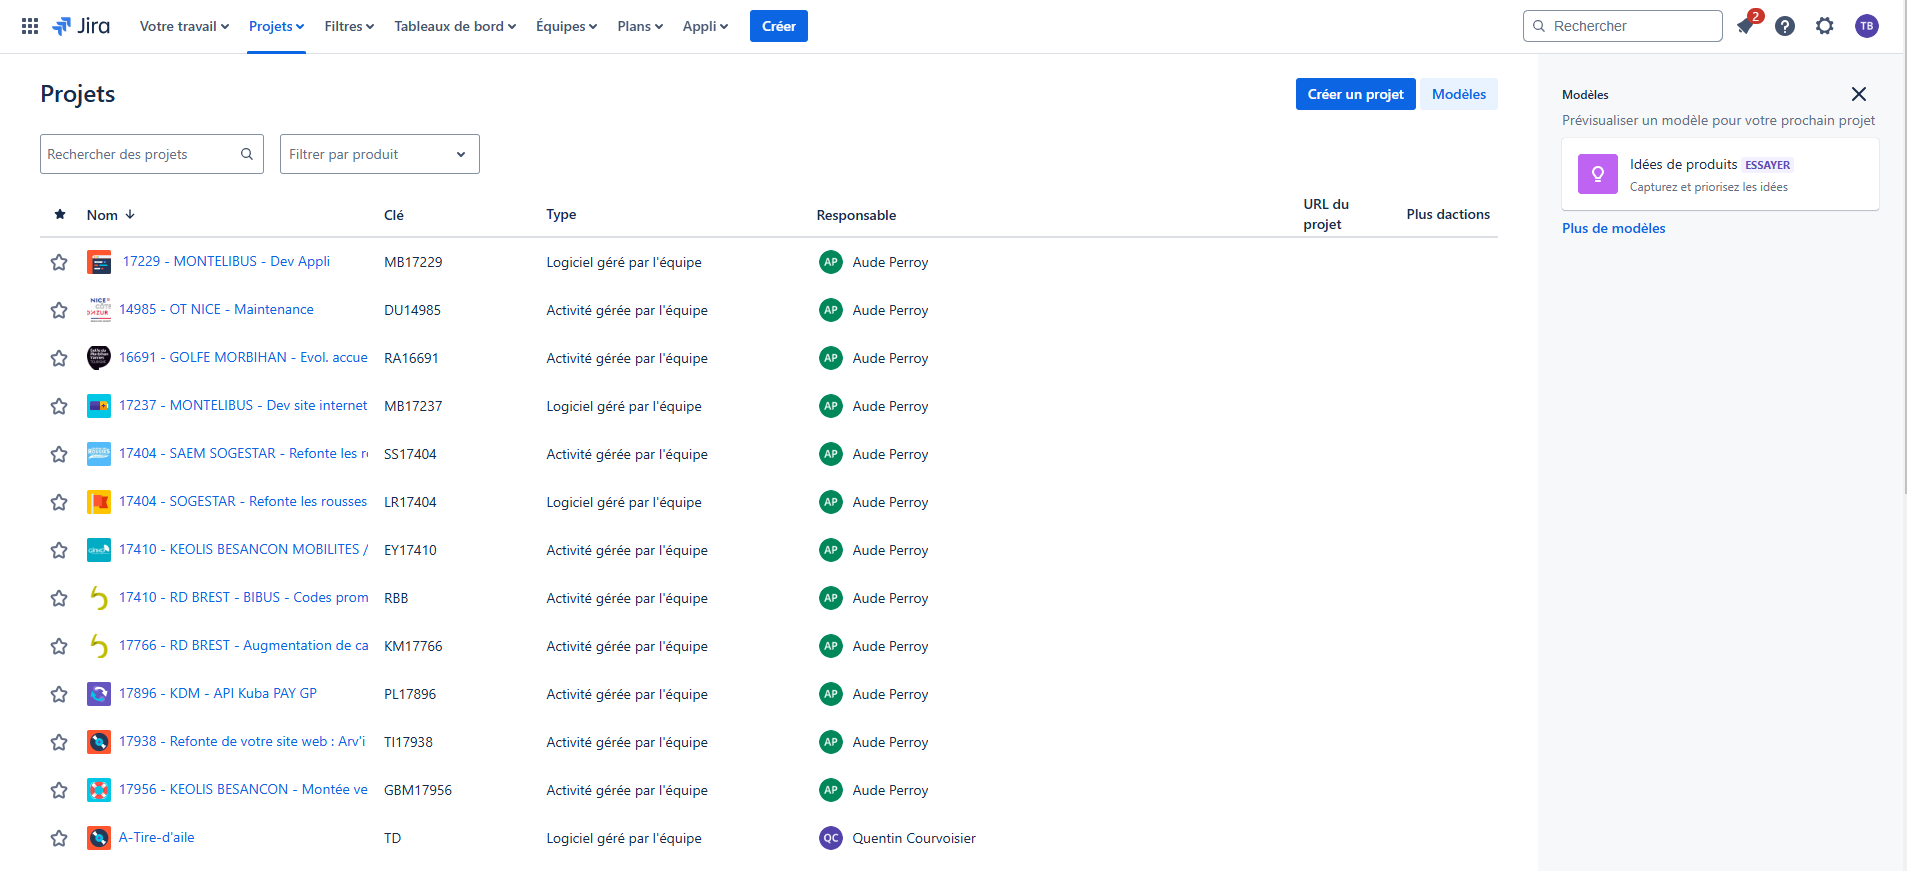 Jira Votre travail Projets Filtres Tableaux de bord Équipes Plans Appli Créer Rechercher 2 ? TB
Projets
Créer un projet Modèles
Rechercher des projets Filtrer par produit
Nom Clé Type Responsable URL du projet Plus dactions
17229 - MONTELIBUS - Dev Appli MB17229 Logiciel géré par l'équipe AP Aude Perroy
14985 - OT NICE - Maintenance DU14985 Activité gérée par l'équipe AP Aude Perroy
16691 - GOLFE MORBIHAN - Evol. accue RA16691 Activité gérée par l'équipe AP Aude Perroy
17237 - MONTELIBUS - Dev site internet MB17237 Logiciel géré par l'équipe AP Aude Perroy
17404 - SAEM SOGESTAR - Refonte les r SS17404 Activité gérée par l'équipe AP Aude Perroy
17404 - SOGESTAR - Refonte les rousses LR17404 Logiciel géré par l'équipe AP Aude Perroy
17410 - KEOLIS BESANCON MOBILITES / EY17410 Activité gérée par l'équipe AP Aude Perroy
17410 - RD BREST - BIBUS - Codes prom RBB Activité gérée par l'équipe AP Aude Perroy
17766 - RD BREST - Augmentation de ca KM17766 Activité gérée par l'équipe AP Aude Perroy
17896 - KDM - API Kuba PAY GP PL17896 Activité gérée par l'équipe AP Aude Perroy
17938 - Refonte de votre site web : Arv'i TI17938 Activité gérée par l'équipe AP Aude Perroy
17956 - KEOLIS BESANCON - Montée ve GBM17956 Activité gérée par l'équipe AP Aude Perroy
A-Tire-d'aile TD Logiciel géré par l'équipe QC Quentin Courvoisier
Modèles
Prévisualiser un modèle pour votre prochain projet
Idées de produits ESSAYER
Capturez et priorisez les idées
Plus de modèles